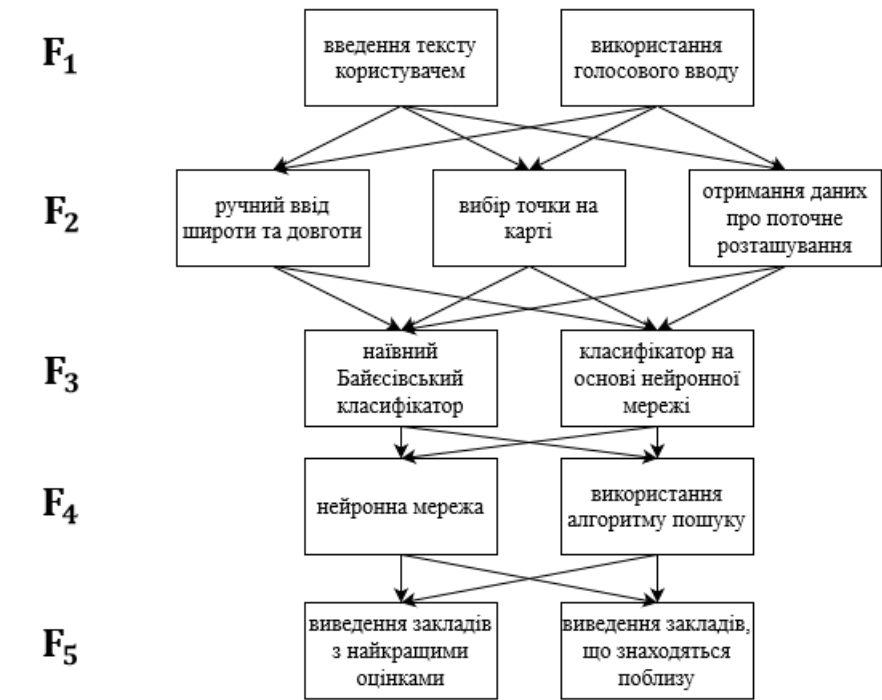 F₁
введення тексту
користувачем
використання
голосового вводу
F₂
ручний ввід
широти та довготи
вибір точки на
карті
отримання даних
про поточне
розташування
F₃
наївний
Байєсівський
класифікатор
класифікатор на
основі нейронної
мережі
F₄
нейронна мережа
використання
алгоритму пошуку
F₅
виведення закладів
з найкращими
оцінками
виведення закладів,
що знаходяться
поблизу